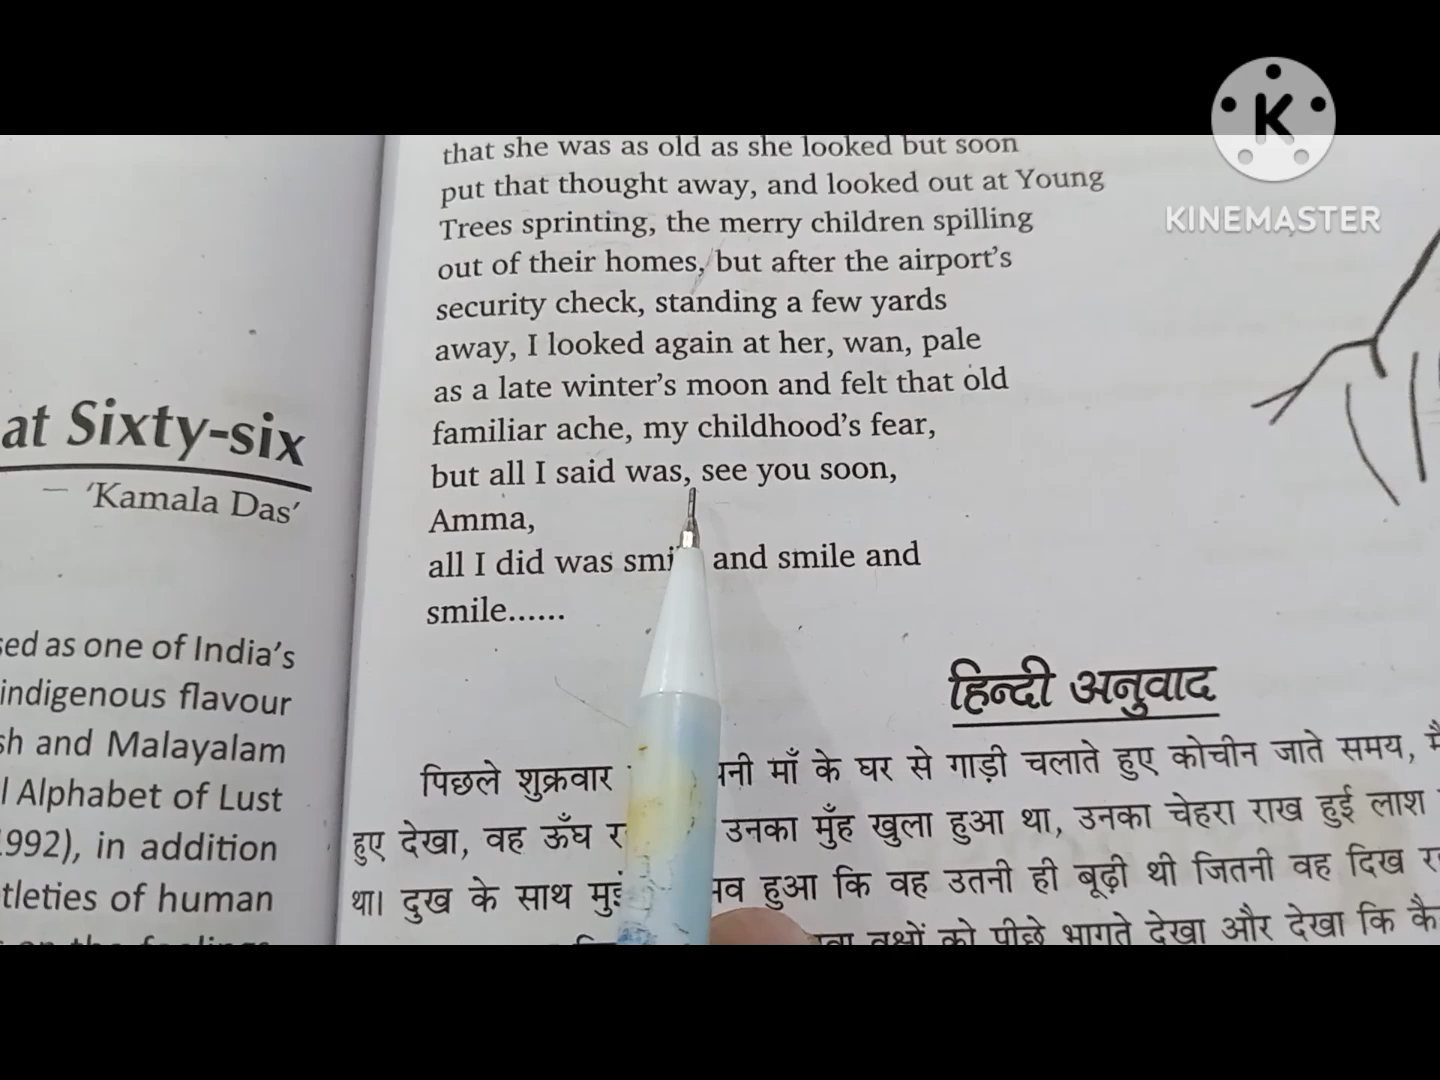 K
KINEMASTER
at Sixty-six
— 'Kamala Das'
as one of India's
indigenous flavour
and Malayalam
Alphabet of Lust
1992), in addition
of human
that she was as old as she looked but soon
put that thought away, and looked out at Young
Trees sprinting, the merry children spilling
out of their homes, but after the airport's
security check, standing a few yards
away, I looked again at her, wan, pale
as a late winter's moon and felt that old
familiar ache, my childhood's fear,
but all I said was, see you soon,
Amma,
all I did was and smile and
smile......
हिन्दी अनुवाद
पिछले शुक्रवार माँ के घर से गाड़ी चलाते हुए कोचीन जाते समय,
हुए देखा, वह ऊँघ उनका मुँह खुला हुआ था, उनका चेहरा राख हुई लाश
था। दुख के साथ हुआ कि वह उतनी ही बूढ़ी थी जितनी वह दिख
को पीछे भागते देखा और देखा कि